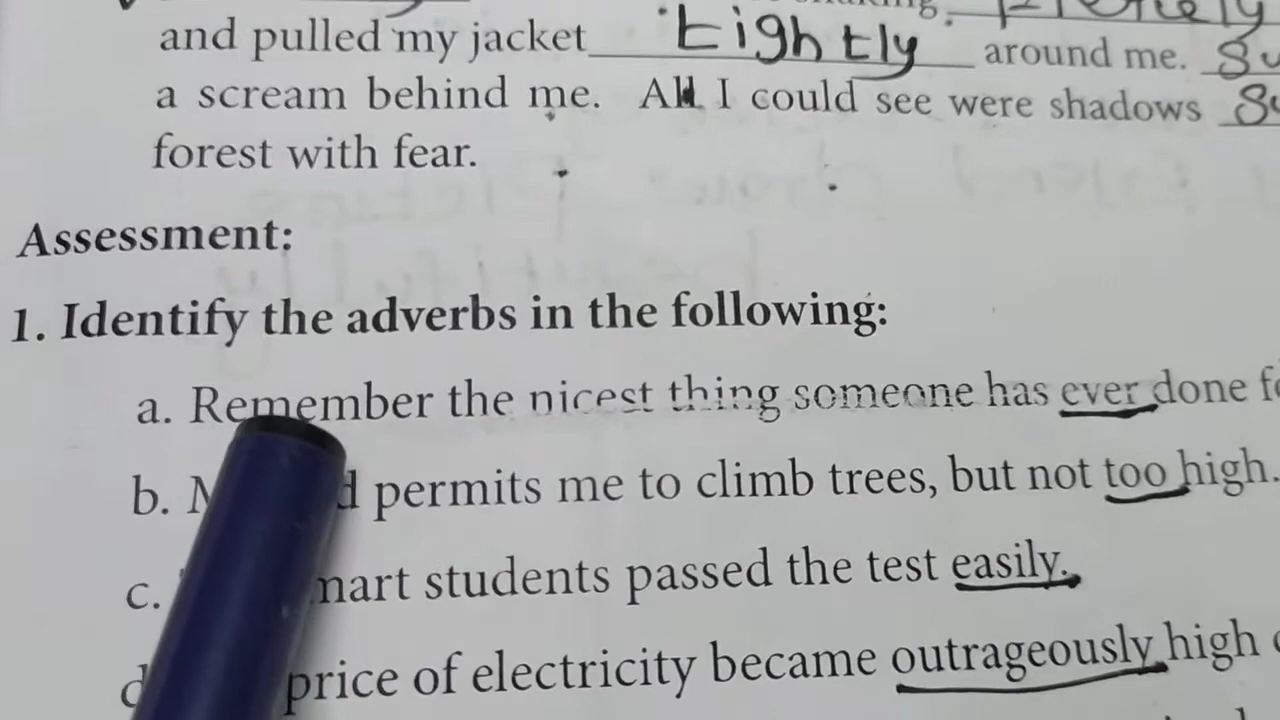 and pulled my jacket tightly around me.
a scream behind me. All I could see were shadows
forest with fear.
Assessment:
1. Identify the adverbs in the following:
a. Remember the nicest thing someone has ever done
b. permits me to climb trees, but not too high.
c. students passed the test easily.
price of electricity became outrageously high